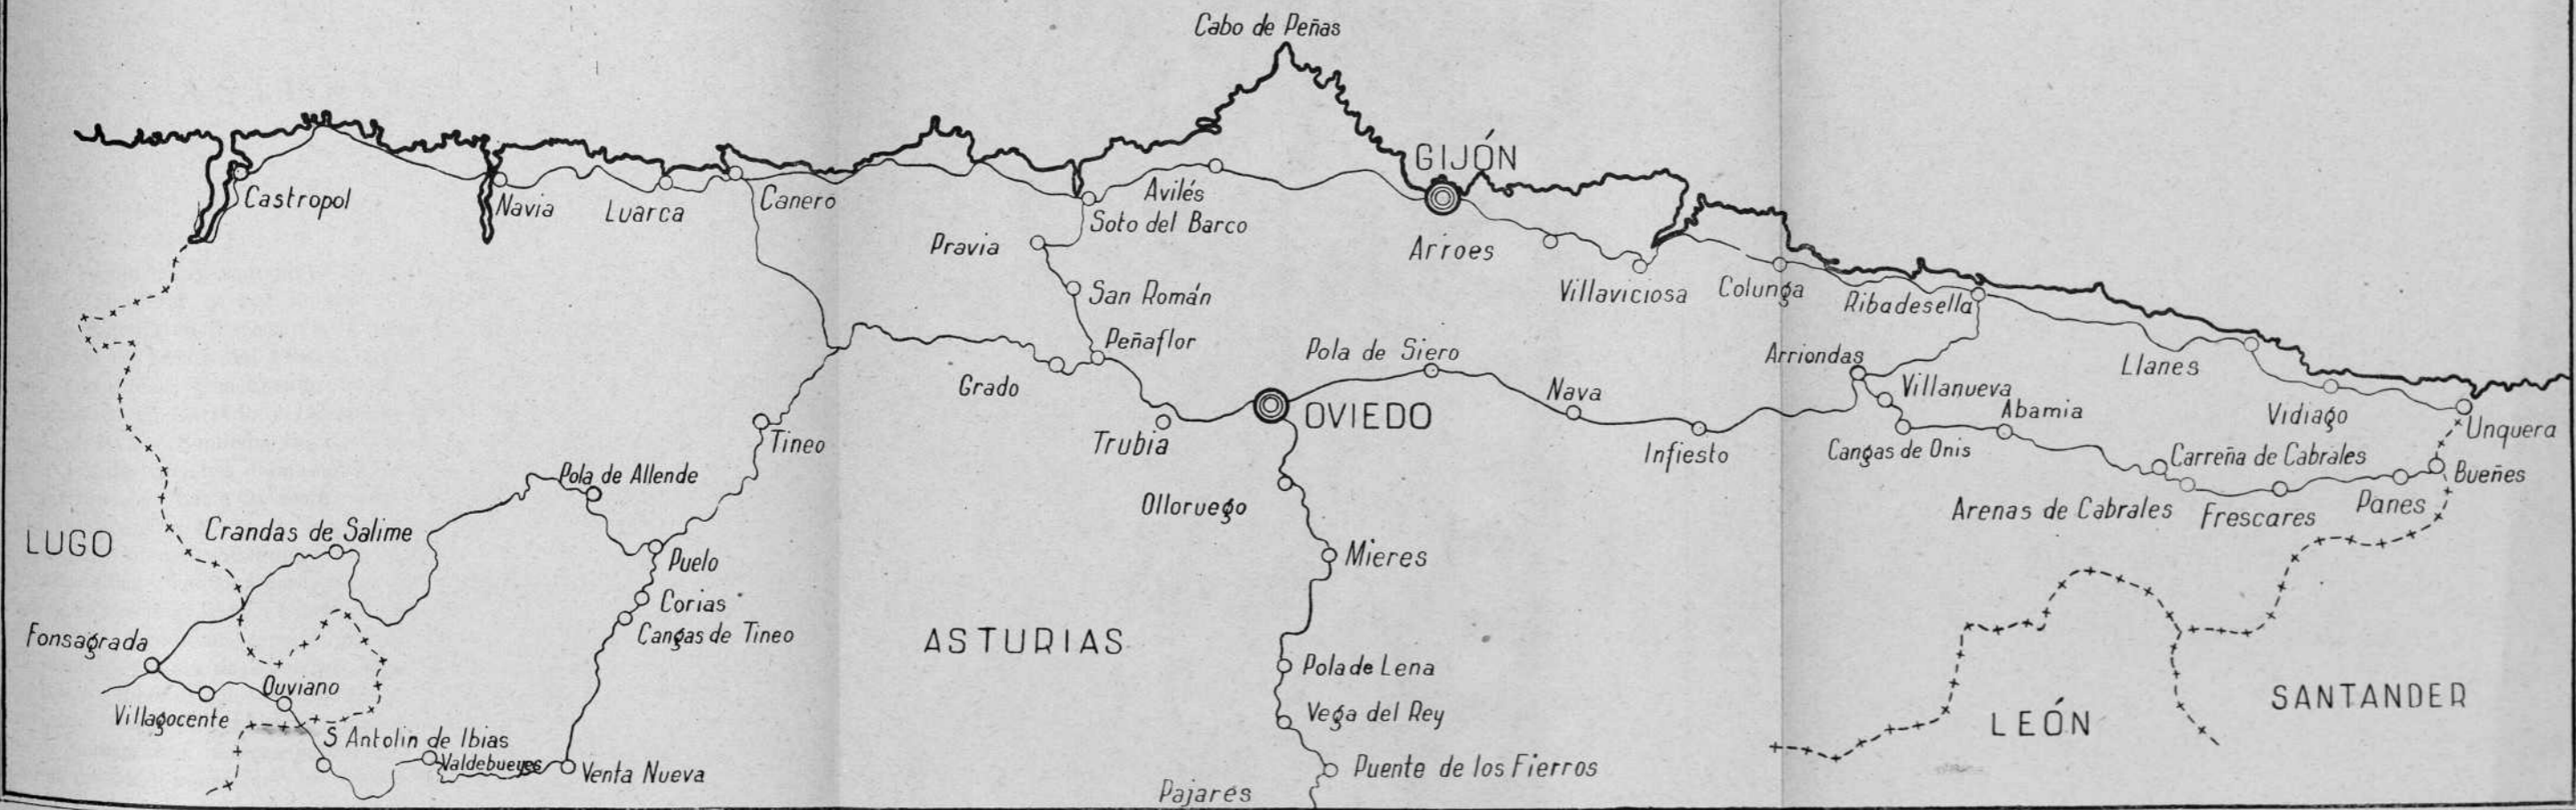 Cabo de Peñas
GIJÓN
Castropol
Navia
Luarca
Canero
Avilés
Soto del Barco
Pravia
Arroes
San Román
Villaviciosa
Colunga
Ribadesella
Peñaflor
Pola de Siero
Arriondas
Llanes
Grado
Nava
Villanueva
Abamia
Vidiago
OVIEDO
Unquera
Tineo
Trubia
Infiesto
Cangas de Onis
Carreña de Cabrales
Bueñes
Pola de Allende
Olloruego
Arenas de Cabrales
Frescares
Panes
LUGO
Crandas de Salime
Puelo
Mieres
Corias
Cangas de Tineo
Fonsagrada
ASTURIAS
Pola de Lena
Ouviano
Villagocente
Vega del Rey
LEÓN
SANTANDER
S Antolin de Ibias
Valdebueyes
Venta Nueva
Puente de los Fierros
Pajares